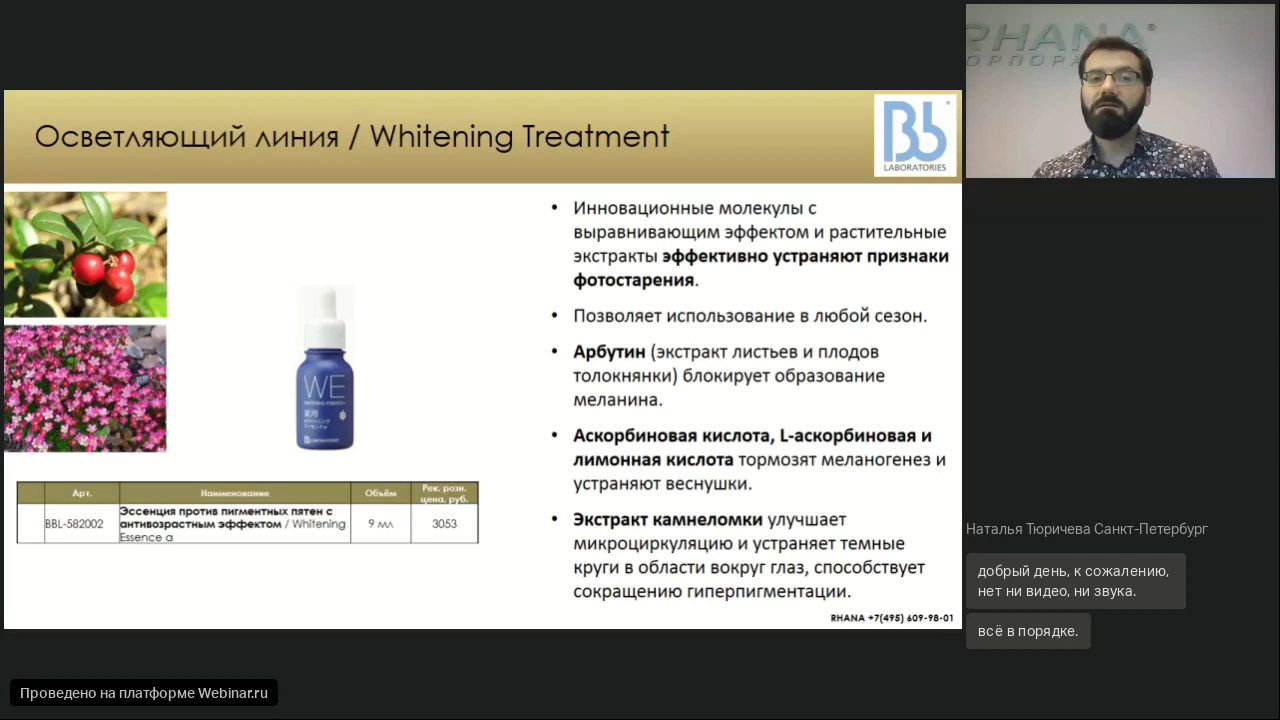 Осветляющий линия / Whitening Treatment
Bb
LABORATORIES
RHANA
ОРПОРА
• Инновационные молекулы с
выравнивающим эффектом и растительные
экстракты эффективно устраняют признаки
фотостарения.
• Позволяет использование в любой сезон.
• Арбутин (экстракт листьев и плодов
толокнянки) блокирует образование
меланина.
• Аскорбиновая кислота, L-аскорбиновая и
лимонная кислота тормозят меланогенез и
устраняют веснушки.
• Экстракт камнеломки улучшает
микроциркуляцию и устраняет темные
круги в области вокруг глаз, способствует
сокращению гиперпигментации.
WE
Арт. Наименование Объём Рек. розн.
цена, руб.
BBL-582002 Эссенция против пигментных пятен с
антивозрастным эффектом / Whitening
Essence α 9 мл 3053
RHANA +7(495) 609-98-01
Наталья Тюричева Санкт-Петербург
добрый день, к сожалению,
нет ни видео, ни звука.
всё в порядке.
Проведено на платформе Webinar.ru